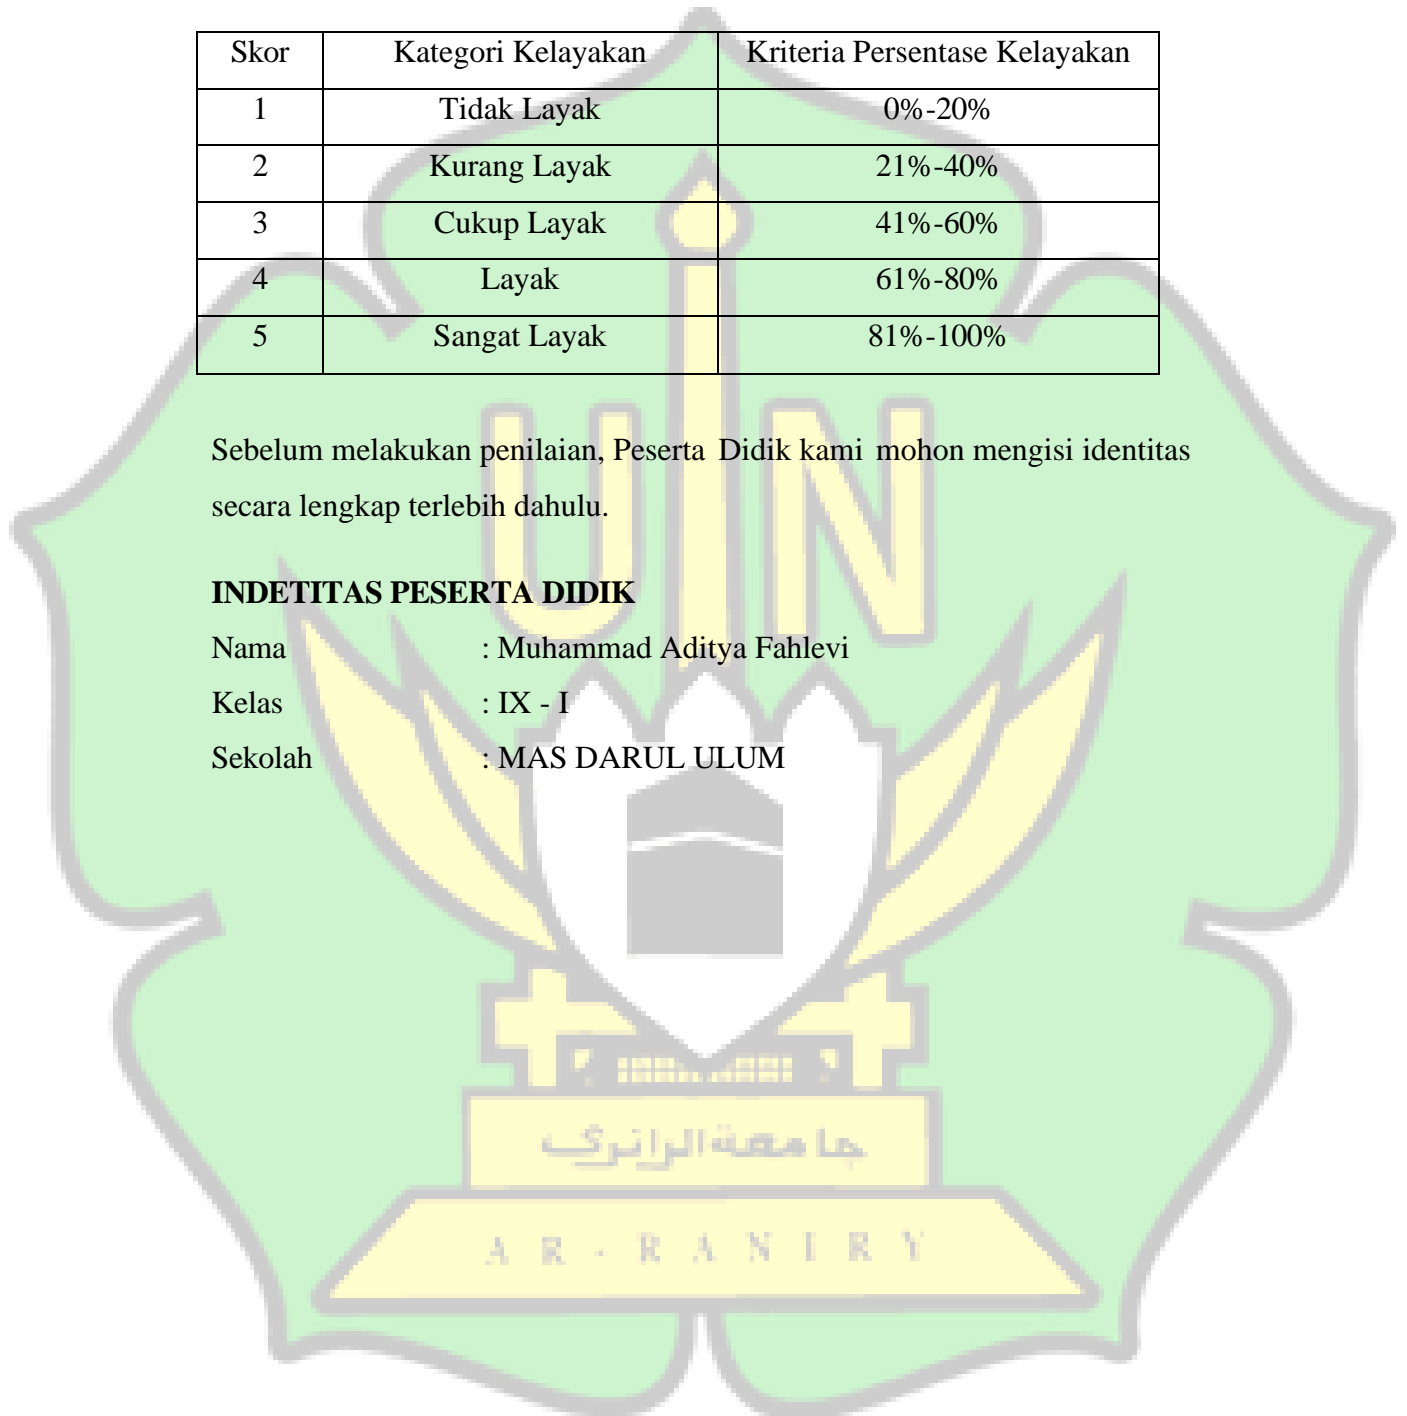 Skor Kategori Kelayakan Kriteria Persentase Kelayakan
1 Tidak Layak 0%-20%
2 Kurang Layak 21%-40%
3 Cukup Layak 41%-60%
4 Layak 61%-80%
5 Sangat Layak 81%-100%
Sebelum melakukan penilaian, Peserta Didik kami mohon mengisi identitas
secara lengkap terlebih dahulu.
INDETITAS PESERTA DIDIK
Nama : Muhammad Aditya Fahlevi
Kelas : IX - I
Sekolah : MAS DARUL ULUM
UIN
جامعة الرانري
AR-RANIRY